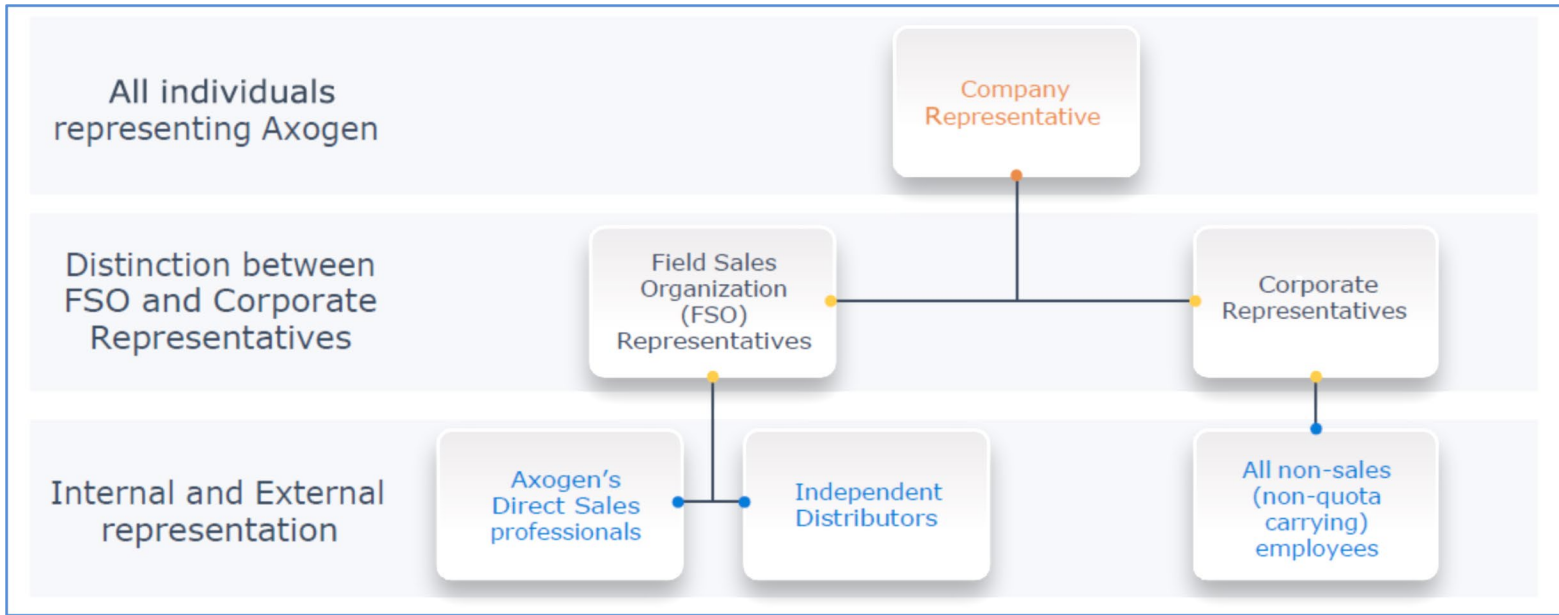 All individuals
representing Axogen
Company
Representative
Distinction between
FSO and Corporate
Representatives
Field Sales
Organization
(FSO)
Representatives
Corporate
Representatives
Internal and External
representation
Axogen’s
Direct Sales
professionals
Independent
Distributors
All non-sales
(non-quota
carrying)
employees